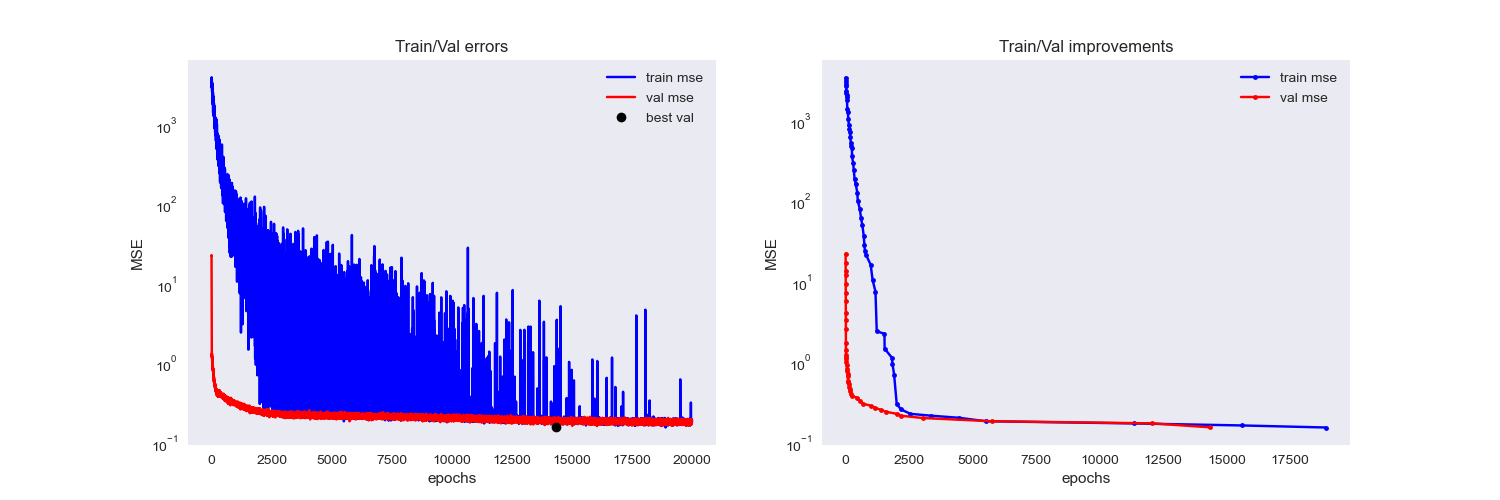 Train/Val errors
train mse
val mse
best val
MSE
10³
10²
10¹
10⁰
10⁻¹
0 2500 5000 7500 10000 12500 15000 17500 20000
epochs
Train/Val improvements
train mse
val mse
MSE
10³
10²
10¹
10⁰
10⁻¹
0 2500 5000 7500 10000 12500 15000 17500
epochs